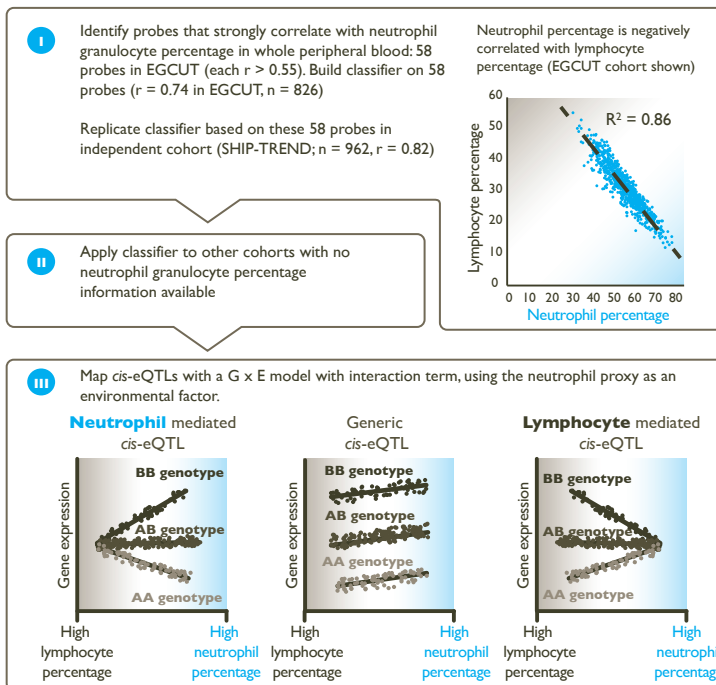 I
Identify probes that strongly correlate with neutrophil
granulocyte percentage in whole peripheral blood: 58
probes in EGCUT (each r > 0.55). Build classifier on 58
probes (r = 0.74 in EGCUT, n = 826)
Replicate classifier based on these 58 probes in
independent cohort (SHIP-TREND; n = 962, r = 0.82)
Neutrophil percentage is negatively
correlated with lymphocyte
percentage (EGCUT cohort shown)
R² = 0.86
Lymphocyte percentage
60
50
40
30
20
10
0
0 10 20 30 40 50 60 70 80
Neutrophil percentage
II
Apply classifier to other cohorts with no
neutrophil granulocyte percentage
information available
III
Map cis-eQTLs with a G x E model with interaction term, using the neutrophil proxy as an
environmental factor.
Neutrophil mediated
cis-eQTL
Gene expression
BB genotype
AB genotype
AA genotype
High
lymphocyte
percentage
High
neutrophil
percentage
Generic
cis-eQTL
Gene expression
BB genotype
AB genotype
AA genotype
High
lymphocyte
percentage
High
neutrophil
percentage
Lymphocyte mediated
cis-eQTL
Gene expression
BB genotype
AB genotype
AA genotype
High
lymphocyte
percentage
High
neutrophil
percentage